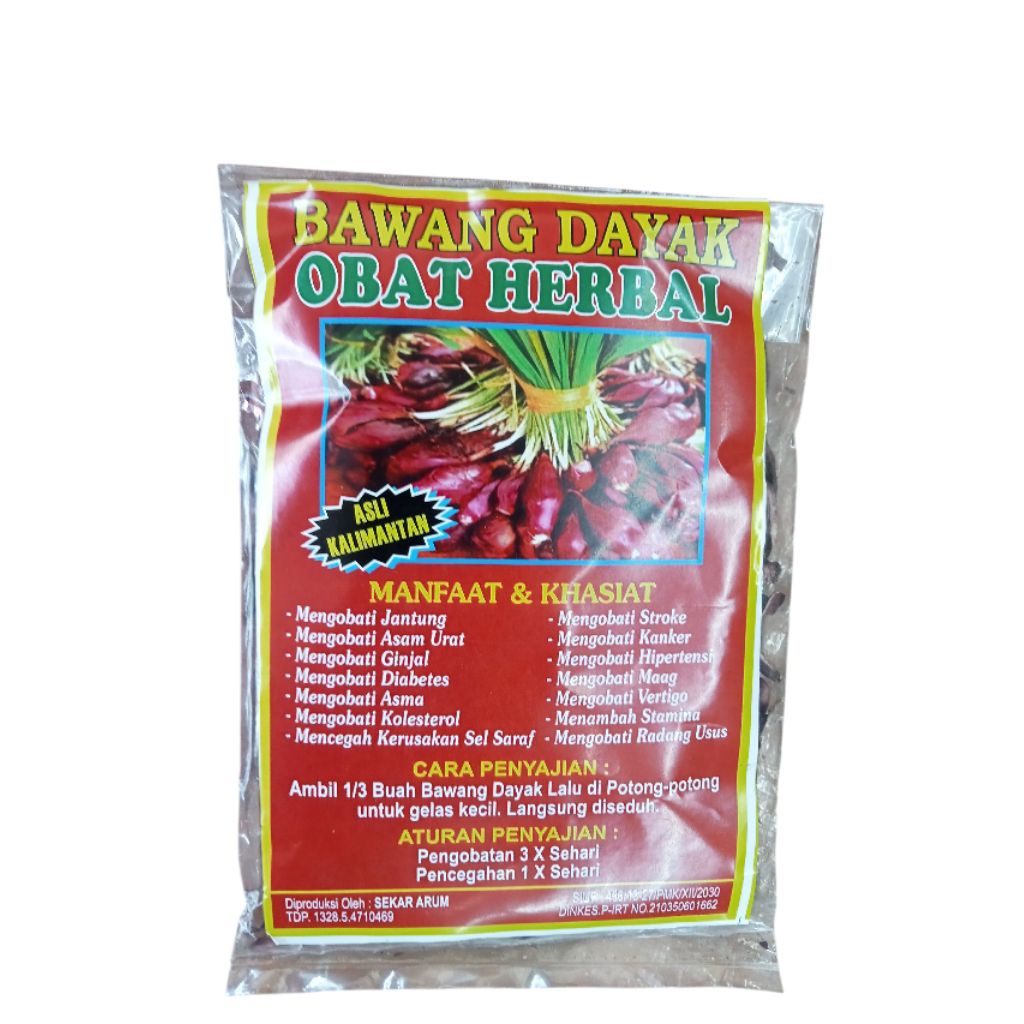 BAWANG DAYAK
OBAT HERBAL
ASLI
KALIMANTAN
MANFAAT & KHASIAT
- Mengobati Jantung
- Mengobati Asam Urat
- Mengobati Ginjal
- Mengobati Diabetes
- Mengobati Asma
- Mengobati Kolesterol
- Mencegah Kerusakan Sel Saraf
- Mengobati Stroke
- Mengobati Kanker
- Mengobati Hipertensi
- Mengobati Maag
- Mengobati Vertigo
- Menambah Stamina
- Mengobati Radang Usus
CARA PENYAJIAN :
Ambil 1/3 Buah Bawang Dayak Lalu di Potong-potong
untuk gelas kecil. Langsung diseduh.
ATURAN PENYAJIAN :
Pengobatan 3 X Sehari
Pencegahan 1 X Sehari
Diproduksi Oleh : SEKAR ARUM
TDP. 1328.5.4710469
DINKES.P-IRT NO.210350601662